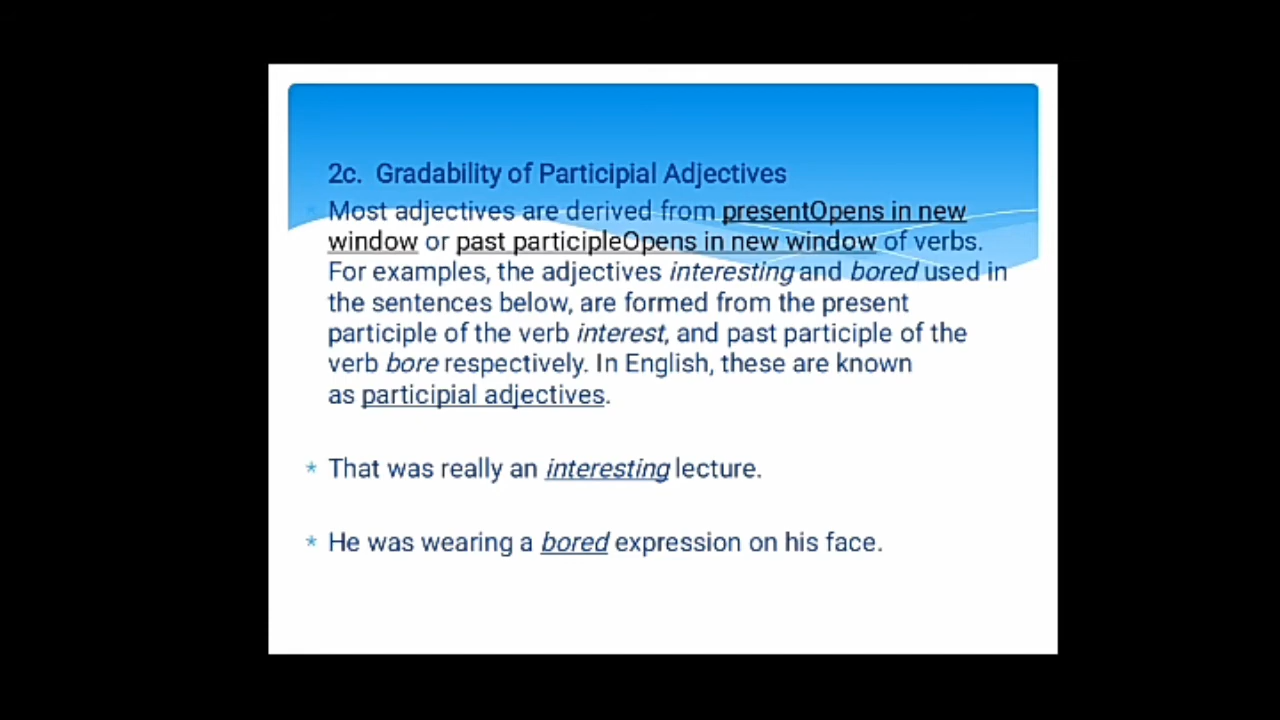 2c. Gradability of Participial Adjectives
Most adjectives are derived from presentOpens in new
window or past participleOpens in new window of verbs.
For examples, the adjectives interesting and bored used in
the sentences below, are formed from the present
participle of the verb interest, and past participle of the
verb bore respectively. In English, these are known
as participial adjectives.
* That was really an interesting lecture.
* He was wearing a bored expression on his face.